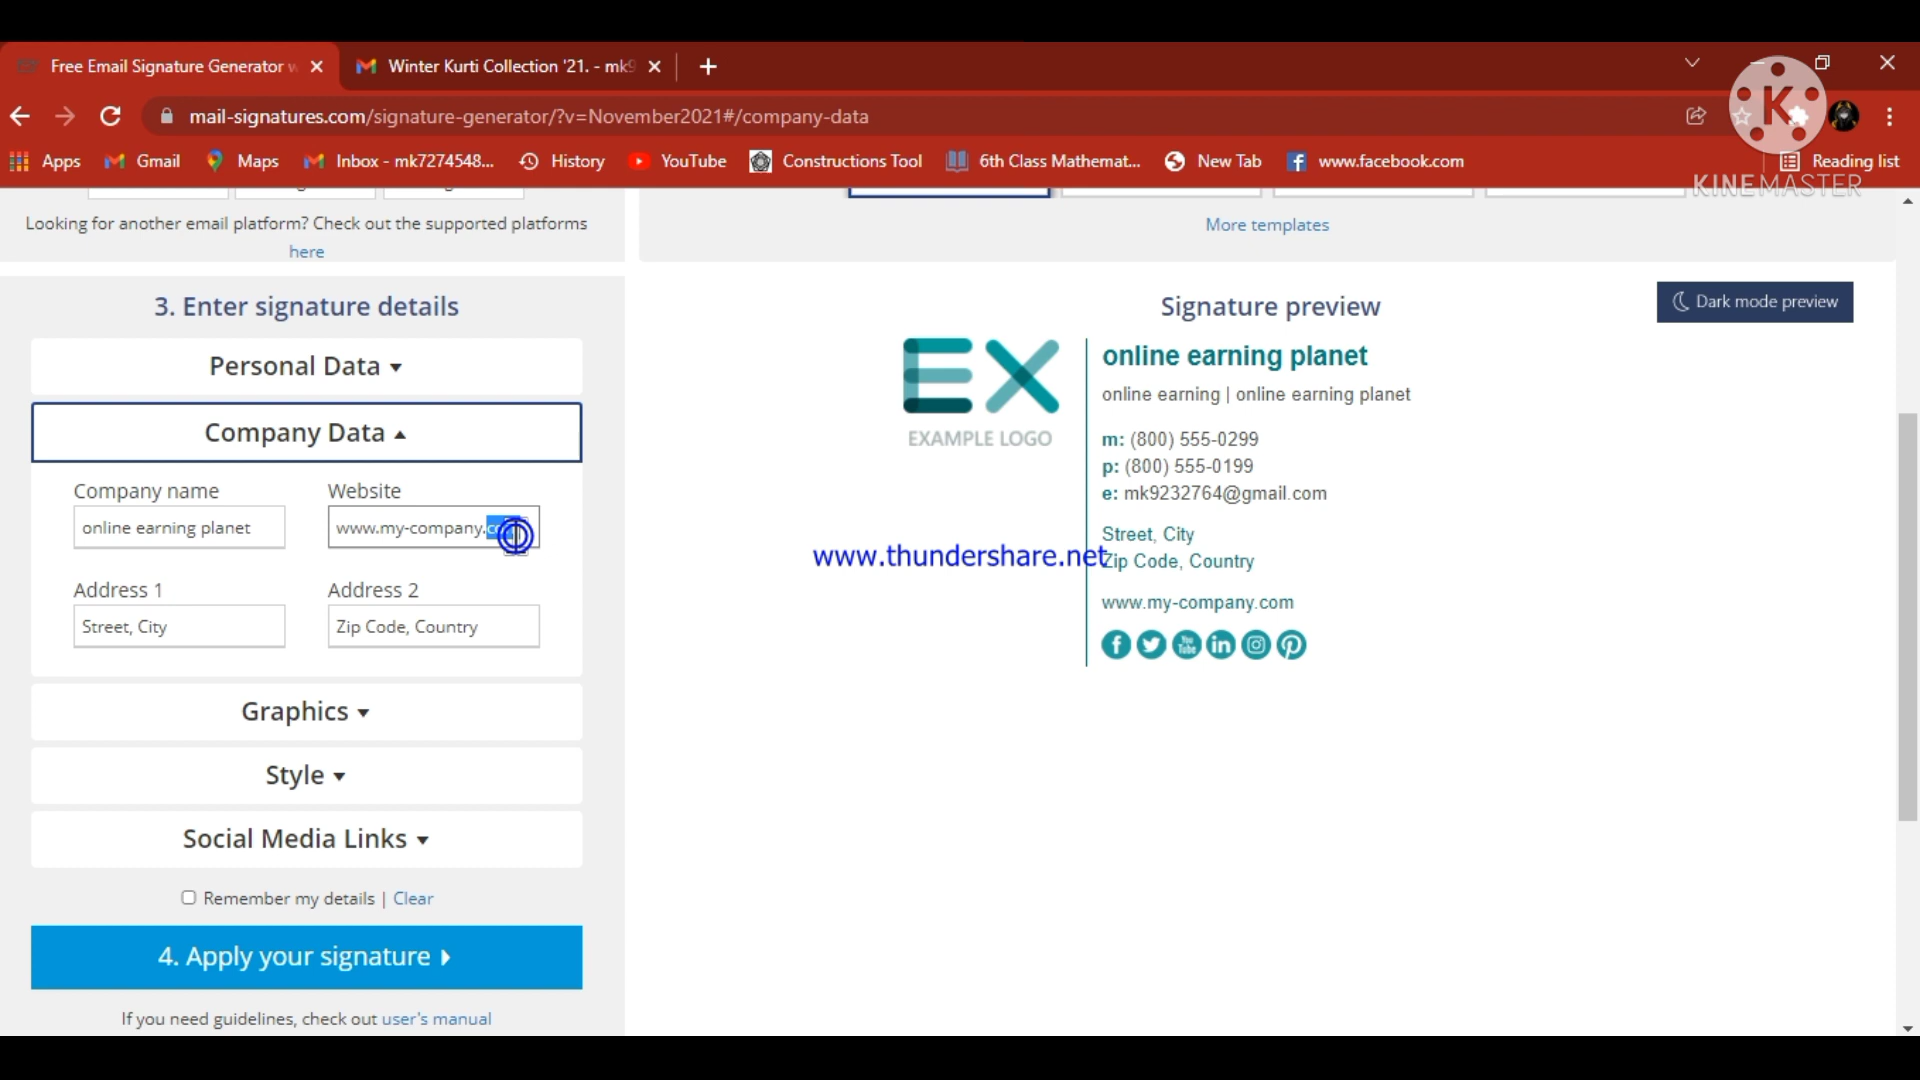 Free Email Signature Generator w
Winter Kurti Collection '21. - mk9
mail-signatures.com/signature-generator/?v=November2021#/company-data
Apps
Gmail
Maps
Inbox - mk7274548...
History
YouTube
Constructions Tool
6th Class Mathemat...
New Tab
www.facebook.com
Reading list
K
KINEMASTER
Looking for another email platform? Check out the supported platforms
here
More templates
3. Enter signature details
Personal Data
Company Data
Company name
Website
online earning planet
www.my-company.
Address 1
Address 2
Street, City
Zip Code, Country
Graphics
Style
Social Media Links
Remember my details | Clear
4. Apply your signature
If you need guidelines, check out user's manual
Signature preview
Dark mode preview
EX
EXAMPLE LOGO
online earning planet
online earning | online earning planet
m: (800) 555-0299
p: (800) 555-0199
e: mk9232764@gmail.com
Street, City
Zip Code, Country
www.my-company.com
You Tube
www.thundershare.net